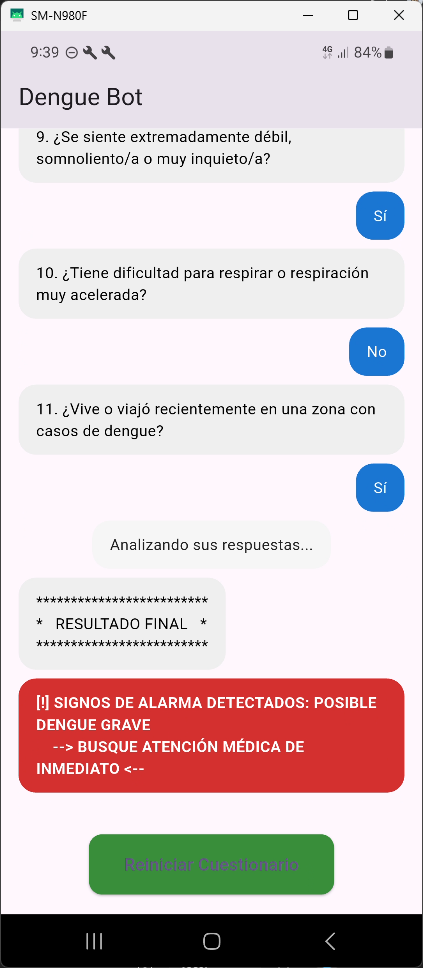 SM-N980F
9:39
4G
84%
Dengue Bot
9. ¿Se siente extremadamente débil,
somnoliento/a o muy inquieto/a?
Sí
10. ¿Tiene dificultad para respirar o respiración
muy acelerada?
No
11. ¿Vive o viajó recientemente en una zona con
casos de dengue?
Sí
Analizando sus respuestas...
*************************
*   RESULTADO FINAL   *
*************************
[!] SIGNOS DE ALARMA DETECTADOS: POSIBLE
DENGUE GRAVE
--> BUSQUE ATENCIÓN MÉDICA DE
INMEDIATO <--
Reiniciar Cuestionario